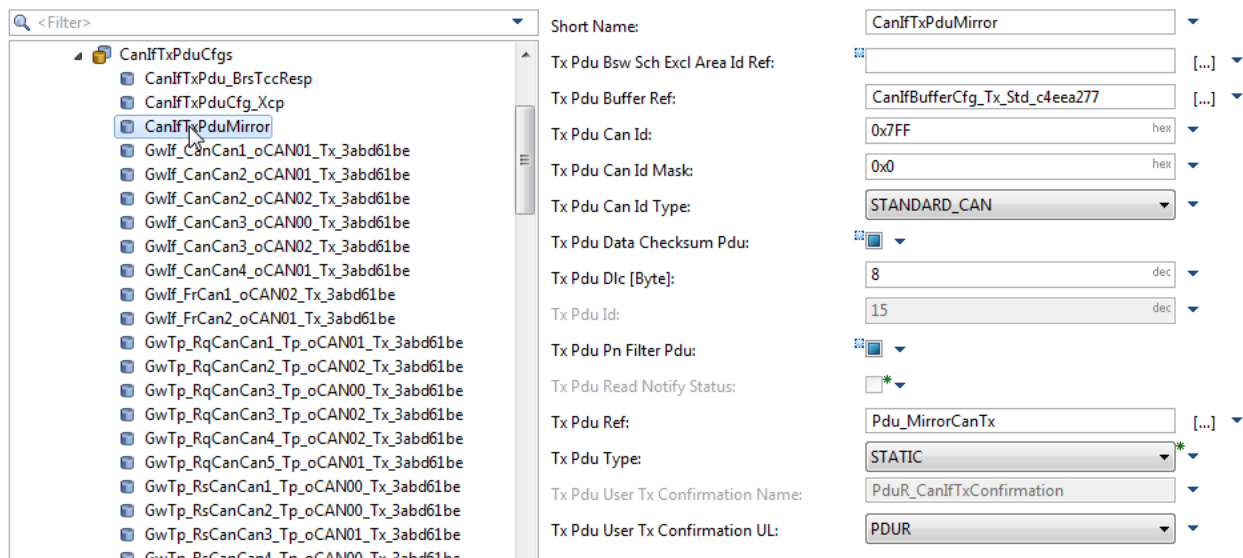 <Filter>
CanIfTxPduCfgs
CanIfTxPdu_BrsTccResp
CanIfTxPduCfg_Xcp
CanIfTxPduMirror
GwIf_CanCan1_oCAN01_Tx_3abd61be
GwIf_CanCan2_oCAN01_Tx_3abd61be
GwIf_CanCan2_oCAN02_Tx_3abd61be
GwIf_CanCan3_oCAN00_Tx_3abd61be
GwIf_CanCan3_oCAN02_Tx_3abd61be
GwIf_CanCan4_oCAN01_Tx_3abd61be
GwIf_FrCan1_oCAN02_Tx_3abd61be
GwIf_FrCan2_oCAN01_Tx_3abd61be
GwTp_RqCanCan1_Tp_oCAN01_Tx_3abd61be
GwTp_RqCanCan2_Tp_oCAN02_Tx_3abd61be
GwTp_RqCanCan3_Tp_oCAN00_Tx_3abd61be
GwTp_RqCanCan3_Tp_oCAN02_Tx_3abd61be
GwTp_RqCanCan4_Tp_oCAN02_Tx_3abd61be
GwTp_RqCanCan5_Tp_oCAN01_Tx_3abd61be
GwTp_RsCanCan1_Tp_oCAN00_Tx_3abd61be
GwTp_RsCanCan2_Tp_oCAN00_Tx_3abd61be
GwTp_RsCanCan3_Tp_oCAN01_Tx_3abd61be
GwTp_RsCanCan4_Tp_oCAN00_Tx_3abd61be
Short Name: CanIfTxPduMirror
Tx Pdu Bsw Sch Excl Area Id Ref: [...]
Tx Pdu Buffer Ref: CanIfBufferCfg_Tx_Std_c4eea277 [...]
Tx Pdu Can Id: 0x7FF hex
Tx Pdu Can Id Mask: 0x0 hex
Tx Pdu Can Id Type: STANDARD_CAN
Tx Pdu Data Checksum Pdu:
Tx Pdu Dlc [Byte]: 8 dec
Tx Pdu Id: 15 dec
Tx Pdu Pn Filter Pdu:
Tx Pdu Read Notify Status: *
Tx Pdu Ref: Pdu_MirrorCanTx [...]
Tx Pdu Type: STATIC *
Tx Pdu User Tx Confirmation Name: PduR_CanIfTxConfirmation
Tx Pdu User Tx Confirmation UL: PDUR